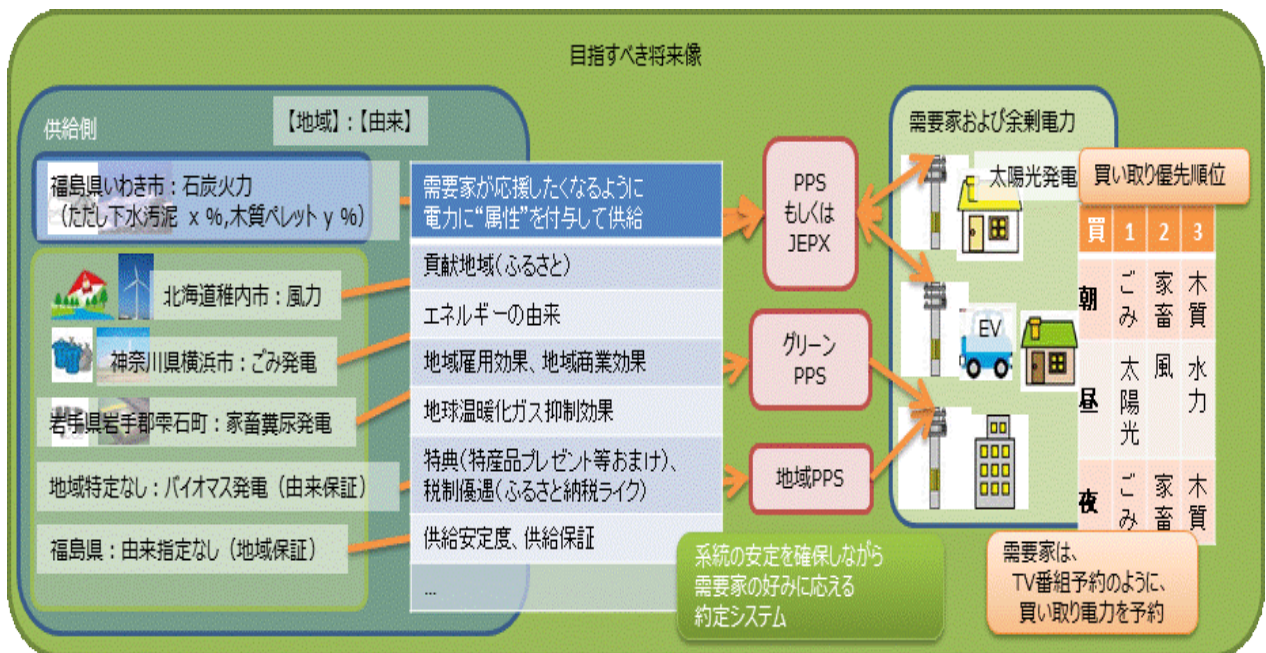 目指すべき将来像
供給側
【地域】:【由来】
福島県いわき市:石炭火力
(ただし下水汚泥 x %,木質ペレット y %)
北海道稚内市:風力
神奈川県横浜市:ごみ発電
岩手県岩手郡雫石町:家畜糞尿発電
地域特定なし:バイオマス発電(由来保証)
福島県:由来指定なし(地域保証)
需要家が応援したくなるように
電力に“属性”を付与して供給
貢献地域(ふるさと)
エネルギーの由来
地域雇用効果、地域商業効果
地球温暖化ガス抑制効果
特典(特産品プレゼント等おまけ)、
税制優遇(ふるさと納税ライク)
供給安定度、供給保証
...
PPS
もしくは
JEPX
グリーン
PPS
地域PPS
系統の安定を確保しながら
需要家の好みに応える
約定システム
需要家および余剰電力
太陽光発電
EV
買い取り優先順位
買 1 2 3
朝 ごみ 家畜 木質
昼 太陽光 風 水力
夜 ごみ 家畜 木質
需要家は、
TV番組予約のように、
買い取り電力を予約